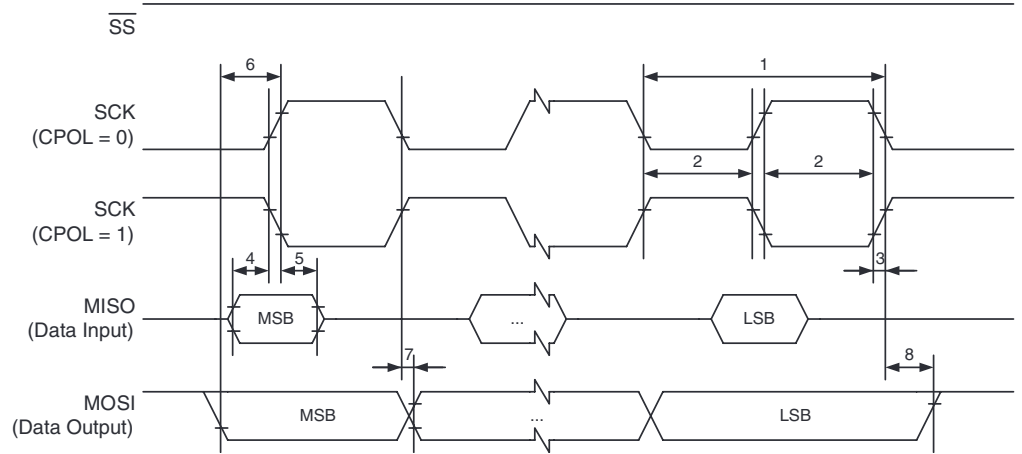 SS
6
1
SCK
(CPOL = 0)
2
2
SCK
(CPOL = 1)
4
5
3
MISO
(Data Input)
MSB
...
LSB
7
8
MOSI
(Data Output)
MSB
...
LSB